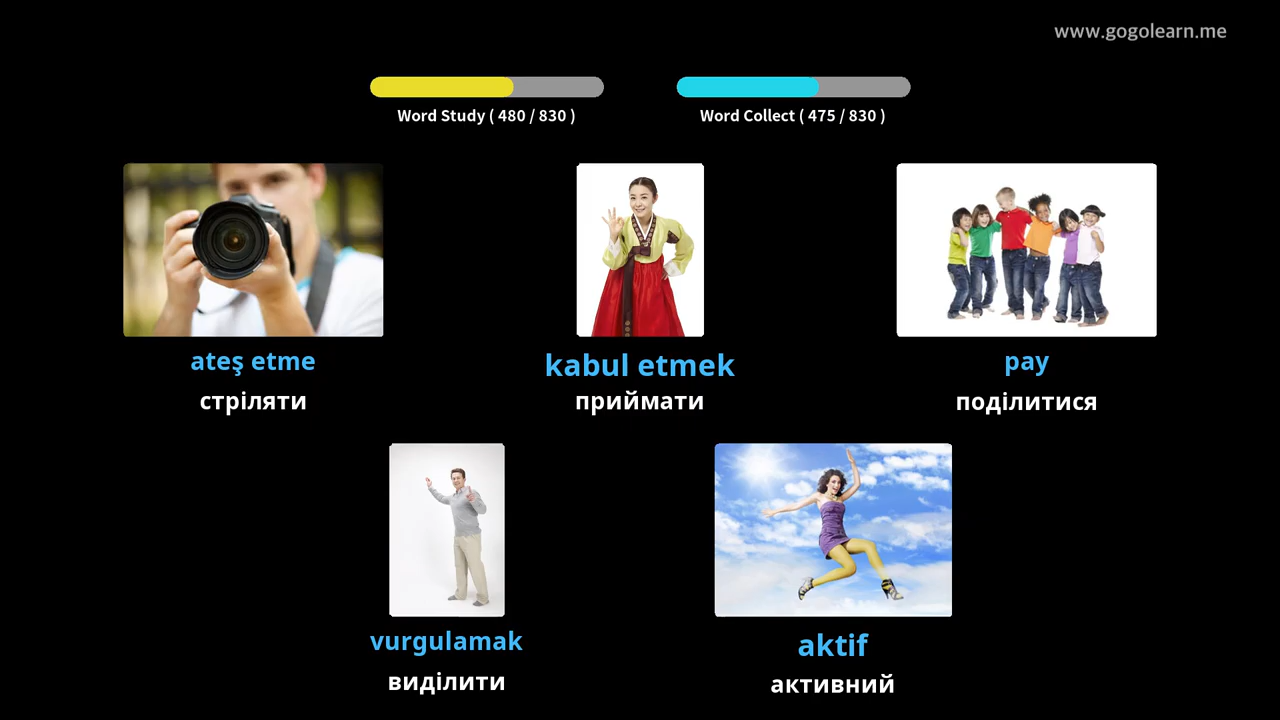 www.gogolearn.me
Word Study ( 480 / 830 )
Word Collect ( 475 / 830 )
ateş etme
стріляти
kabul etmek
приймати
pay
поділитися
vurgulamak
виділити
aktif
активний